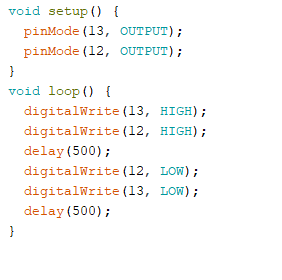 void setup() {
  pinMode(13, OUTPUT);
  pinMode(12, OUTPUT);
}
void loop() {
  digitalWrite(13, HIGH);
  digitalWrite(12, HIGH);
  delay(500);
  digitalWrite(12, LOW);
  digitalWrite(13, LOW);
  delay(500);
}